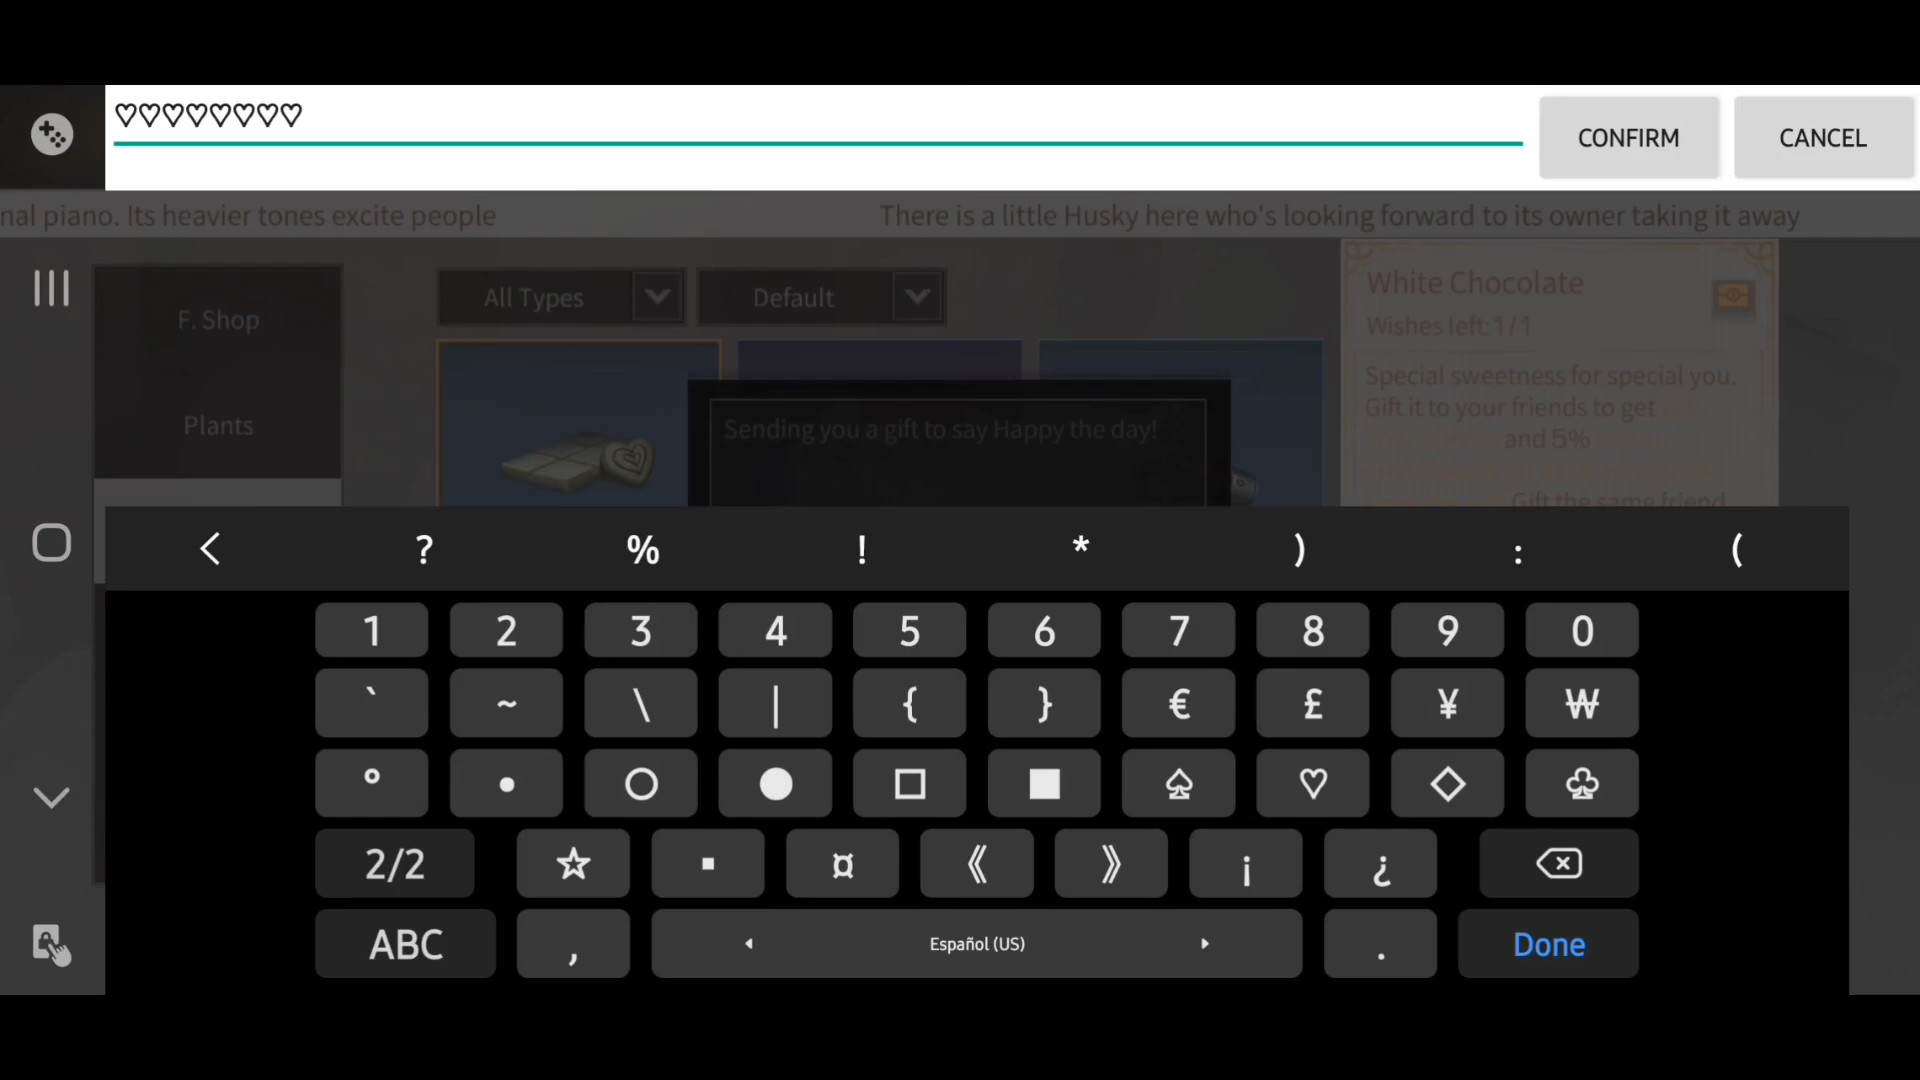 ♡♡♡♡♡♡♡♡
CONFIRM
CANCEL
nal piano. Its heavier tones excite people
There is a little Husky here who's looking forward to its owner taking it away
F. Shop
Plants
All Types
Default
White Chocolate
Wishes left:1/1
Special sweetness for special you.
Gift it to your friends to get
and 5%
Gift the same friend
Sending you a gift to say Happy the day!
< ? % ! * ) : (
1 2 3 4 5 6 7 8 9 0
` ~ \ | { } € £ ¥ ₩
° • ○ ● □ ■ ♤ ♡ ◇ ♧
2/2 ☆ ▪ ¤ 《 》 ¡ ¿
ABC , Español (US) . Done